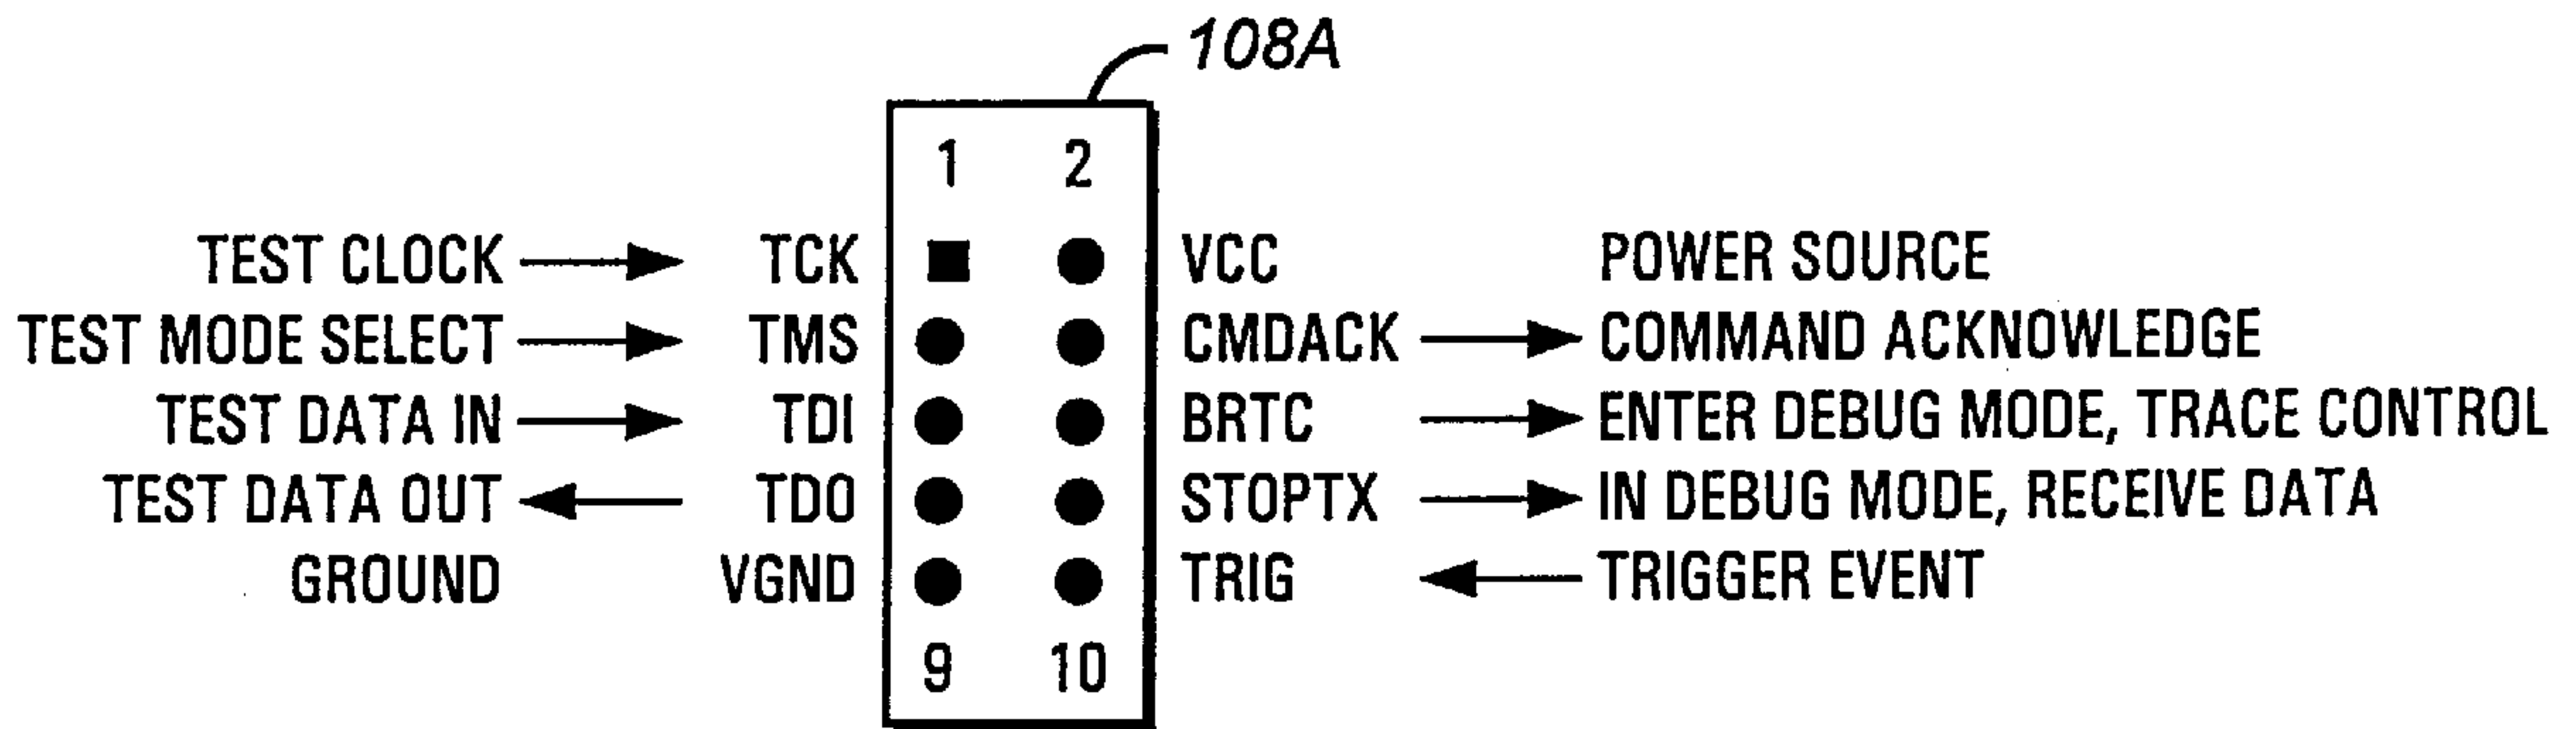 108A
1 2
TEST CLOCK TCK VCC POWER SOURCE
TEST MODE SELECT TMS CMDACK COMMAND ACKNOWLEDGE
TEST DATA IN TDI BRTC ENTER DEBUG MODE, TRACE CONTROL
TEST DATA OUT TDO STOPTX IN DEBUG MODE, RECEIVE DATA
GROUND VGND TRIG TRIGGER EVENT
9 10